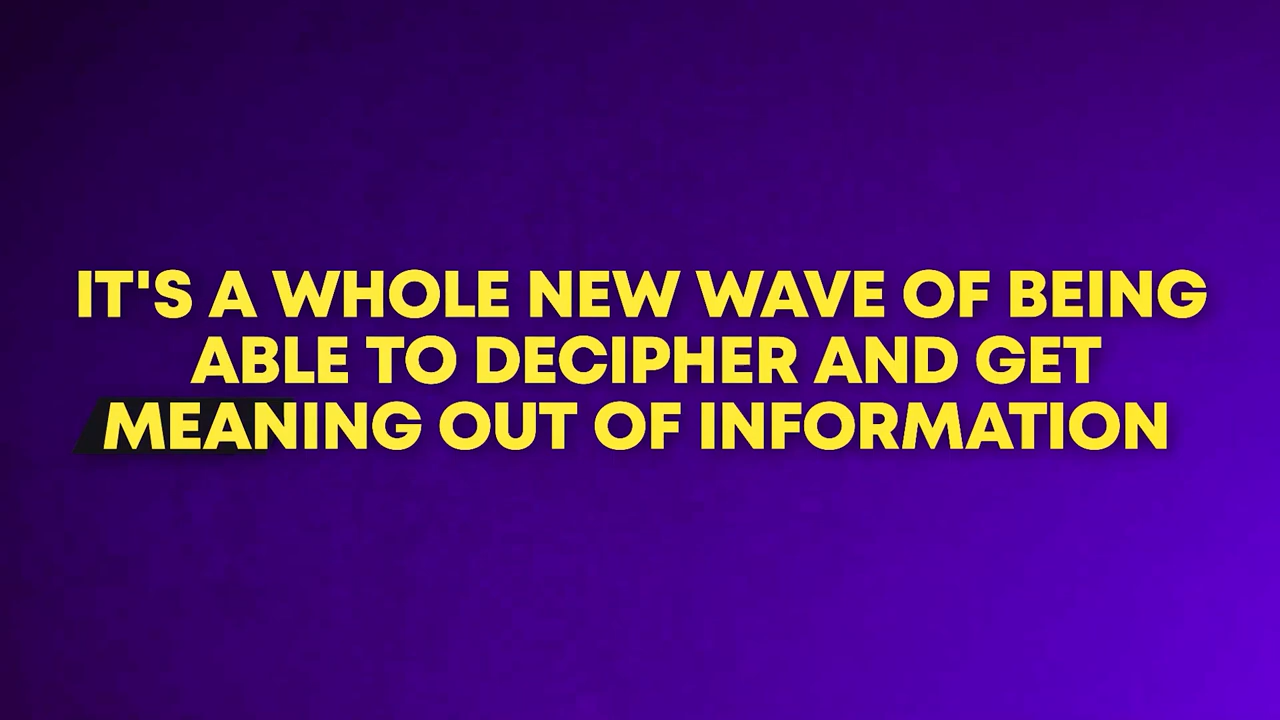 IT'S A WHOLE NEW WAVE OF BEING
ABLE TO DECIPHER AND GET
MEANING OUT OF INFORMATION